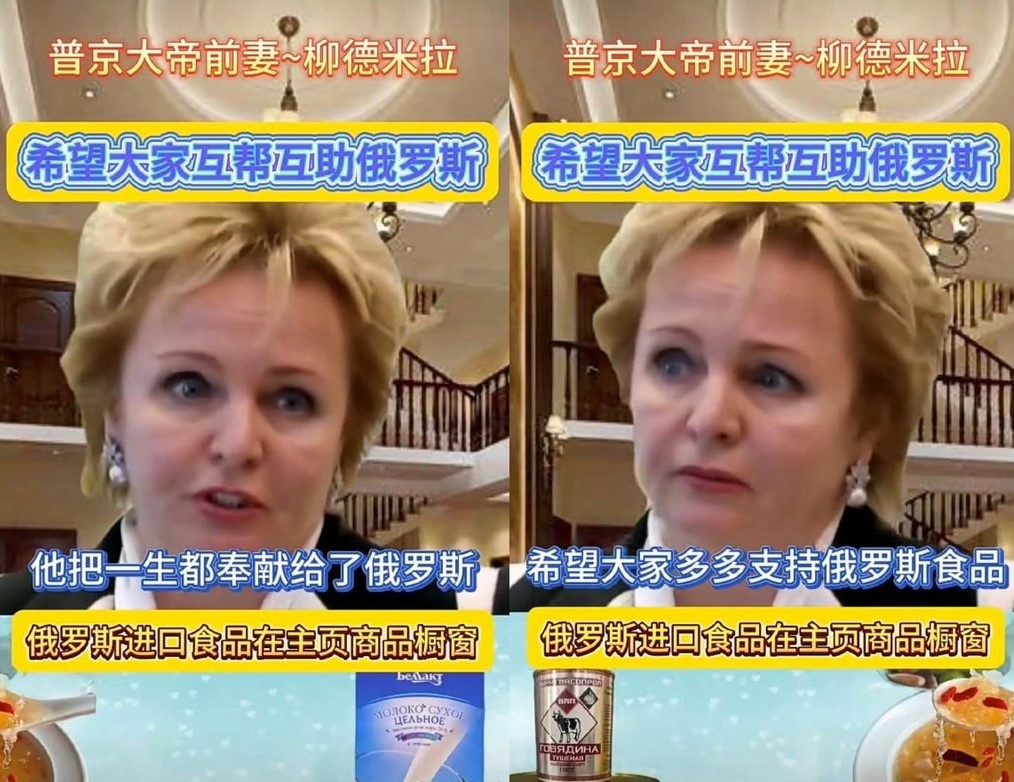 普京大帝前妻~柳德米拉
希望大家互帮互助俄罗斯
他把一生都奉献给了俄罗斯
俄罗斯进口食品在主页商品橱窗
Беллакт
МОЛОКО СУХОЕ
ЦЕЛЬНОЕ
普京大帝前妻~柳德米拉
希望大家互帮互助俄罗斯
希望大家多多支持俄罗斯食品
俄罗斯进口食品在主页商品橱窗
ГОВЯДИНА
ТУШЕНАЯ